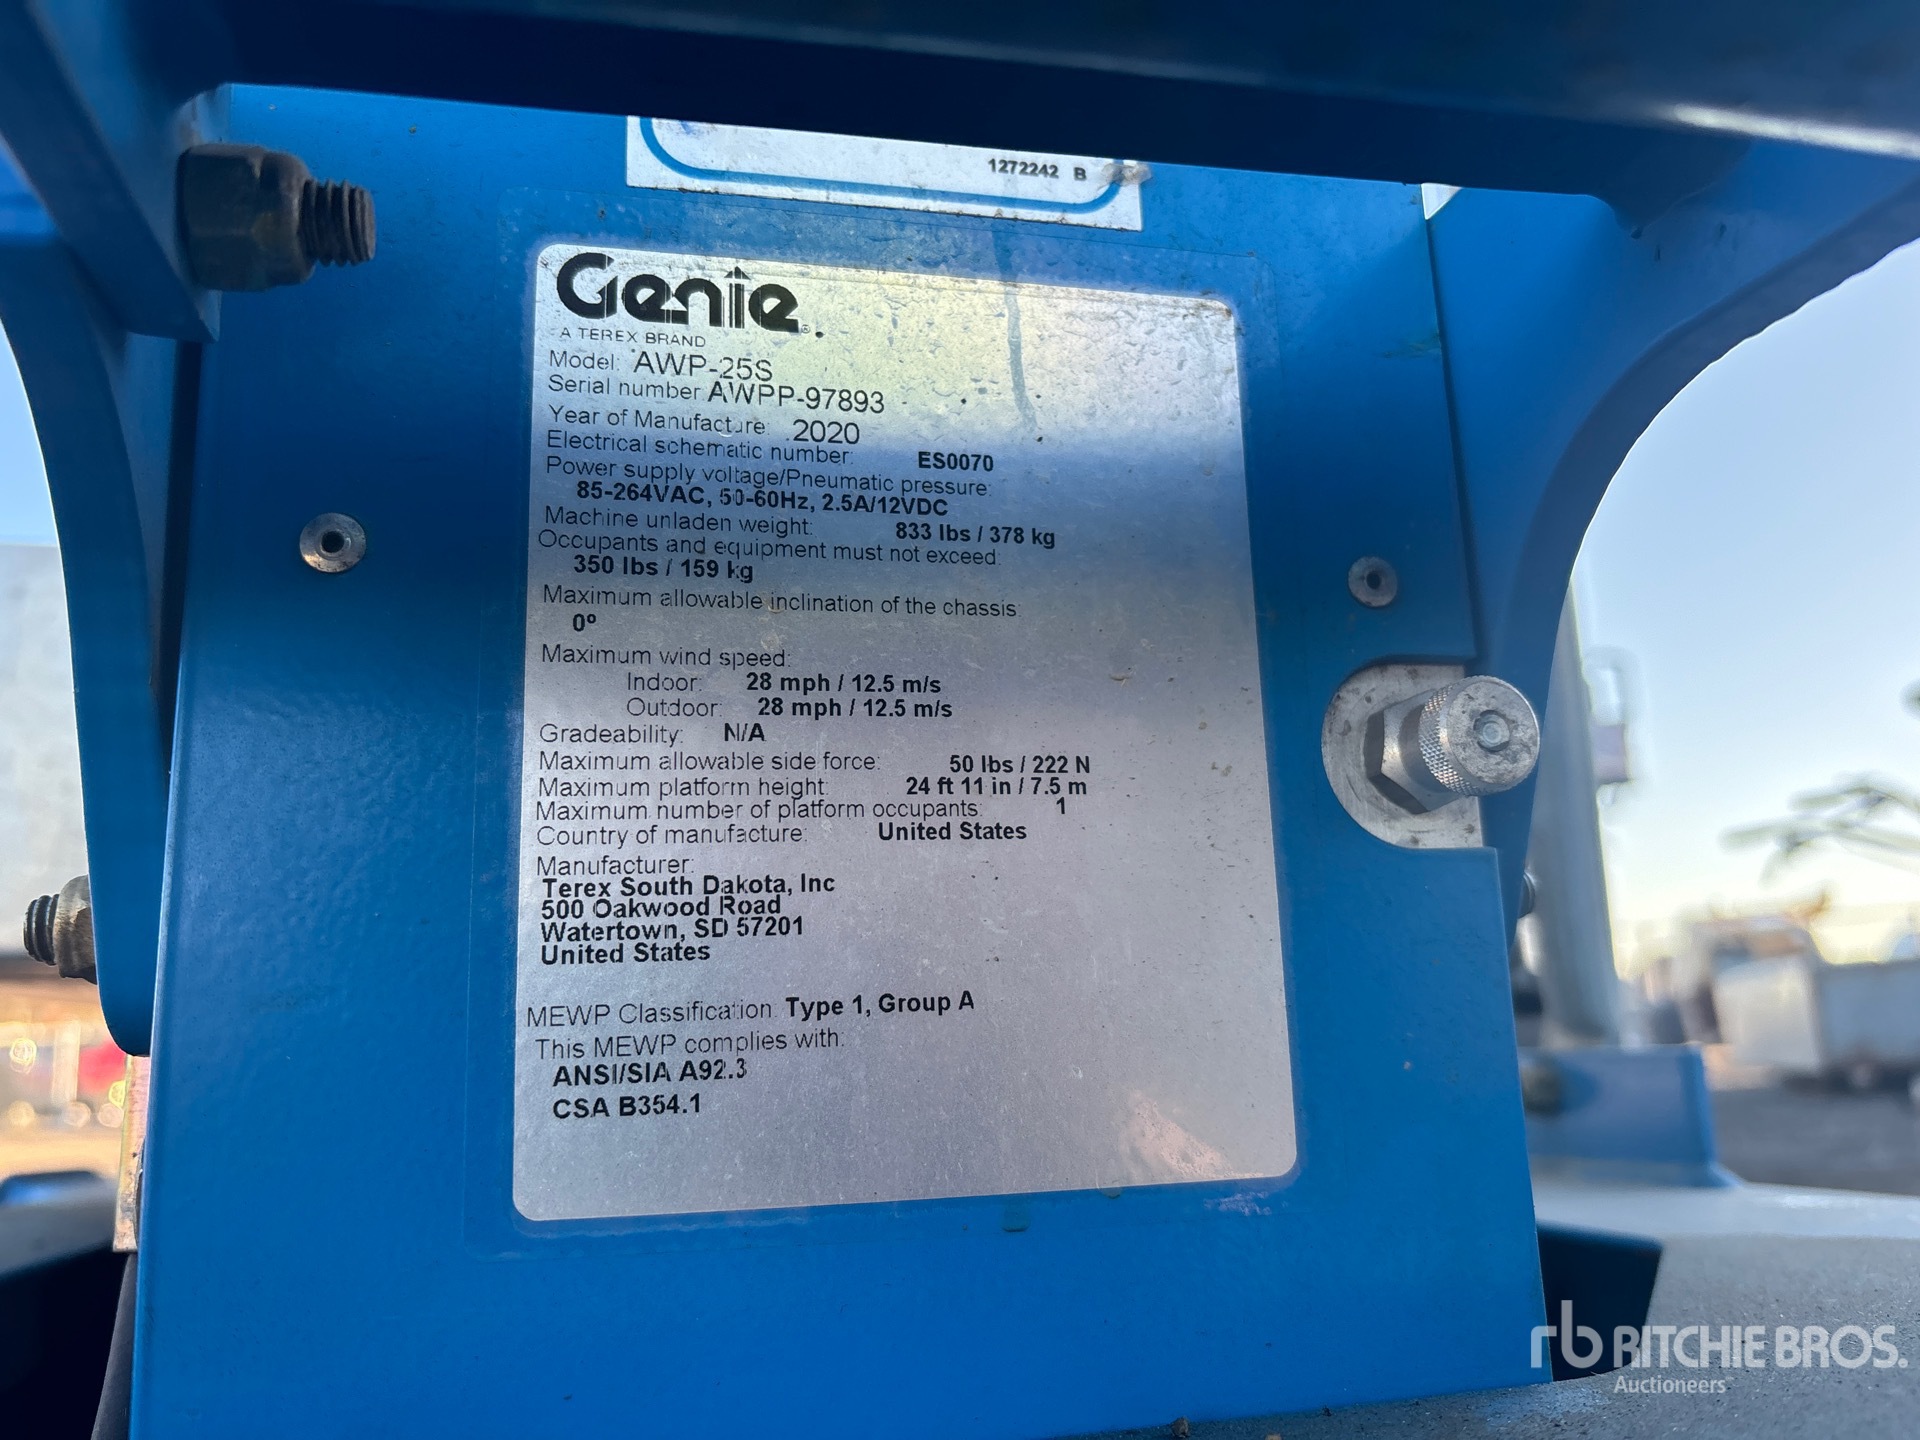 1272242 B
Genie®
A TEREX BRAND
Model: AWP-25S
Serial number: AWPP-97893
Year of Manufacture: 2020
Electrical schematic number: ES0070
Power supply voltage/Pneumatic pressure:
85-264VAC, 50-60Hz, 2.5A/12VDC
Machine unladen weight: 833 lbs / 378 kg
Occupants and equipment must not exceed:
350 lbs / 159 kg
Maximum allowable inclination of the chassis:
0º
Maximum wind speed:
Indoor: 28 mph / 12.5 m/s
Outdoor: 28 mph / 12.5 m/s
Gradeability: N/A
Maximum allowable side force: 50 lbs / 222 N
Maximum platform height: 24 ft 11 in / 7.5 m
Maximum number of platform occupants: 1
Country of manufacture: United States
Manufacturer:
Terex South Dakota, Inc
500 Oakwood Road
Watertown, SD 57201
United States
MEWP Classification: Type 1, Group A
This MEWP complies with:
ANSI/SIA A92.3
CSA B354.1
rb RITCHIE BROS.
Auctioneers